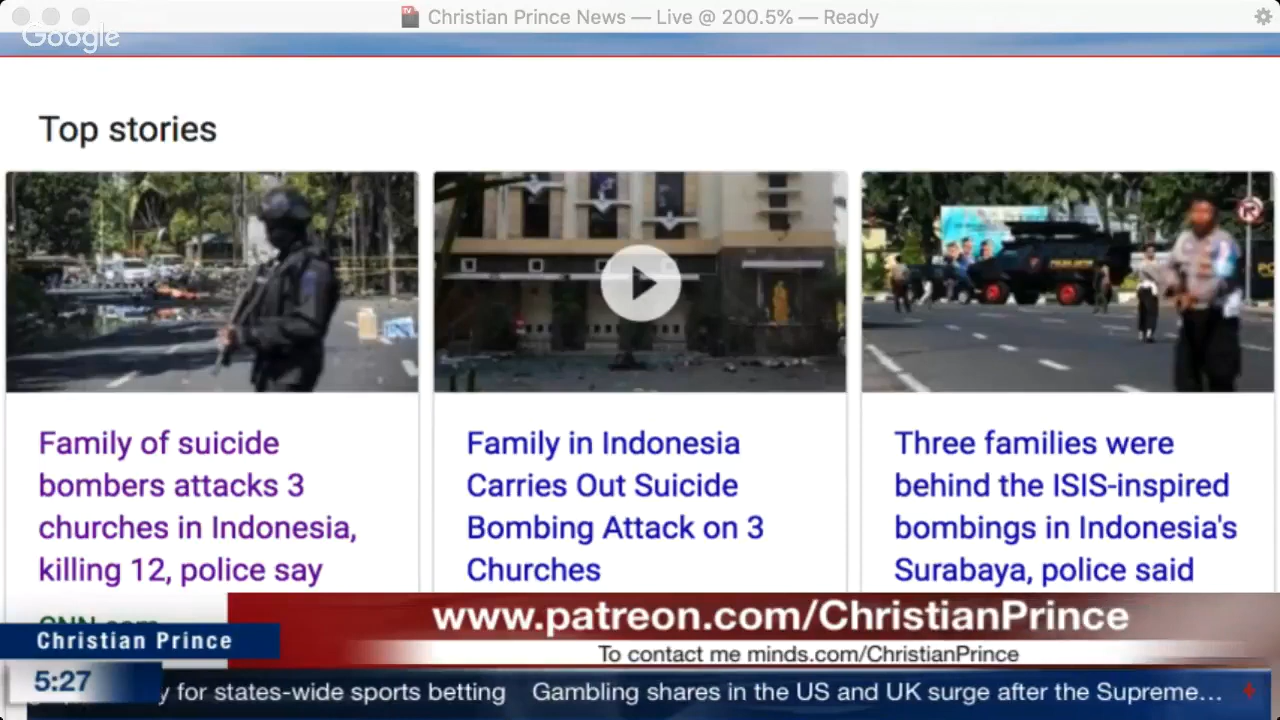 Christian Prince News — Live @ 200.5% — Ready
Google
Top stories
Family of suicide
bombers attacks 3
churches in Indonesia,
killing 12, police say
Family in Indonesia
Carries Out Suicide
Bombing Attack on 3
Churches
Three families were
behind the ISIS-inspired
bombings in Indonesia's
Surabaya, police said
CNN.com
www.patreon.com/ChristianPrince
Christian Prince
To contact me minds.com/ChristianPrince
5:27
y for states-wide sports betting Gambling shares in the US and UK surge after the Supreme...